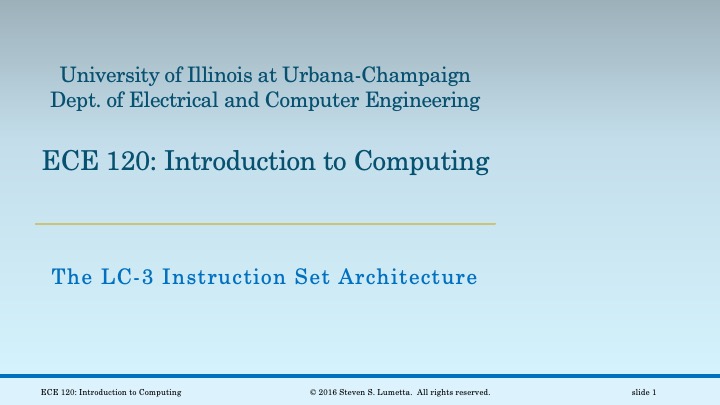 University of Illinois at Urbana-Champaign
Dept. of Electrical and Computer Engineering
ECE 120: Introduction to Computing
The LC-3 Instruction Set Architecture
ECE 120: Introduction to Computing
© 2016 Steven S. Lumetta.  All rights reserved.
slide 1